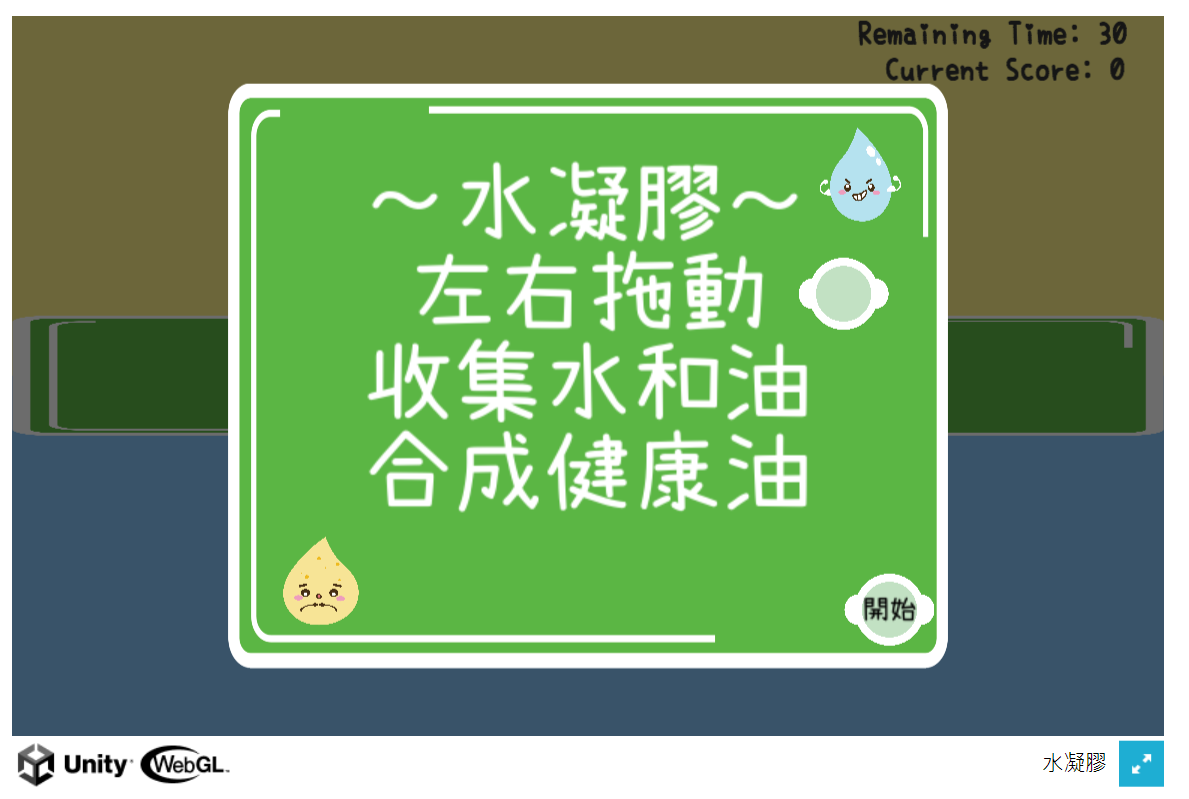 Remaining Time: 30
Current Score: 0
～水凝膠～
左右拖動
收集水和油
合成健康油
開始
Unity WebGL
水凝膠